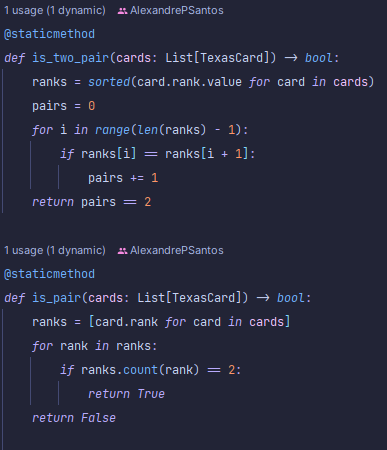 1 usage (1 dynamic) AlexandrePSantos
@staticmethod
def is_two_pair(cards: List[TexasCard]) -> bool:
ranks = sorted(card.rank.value for card in cards)
pairs = 0
for i in range(len(ranks) - 1):
if ranks[i] == ranks[i + 1]:
pairs += 1
return pairs == 2
1 usage (1 dynamic) AlexandrePSantos
@staticmethod
def is_pair(cards: List[TexasCard]) -> bool:
ranks = [card.rank for card in cards]
for rank in ranks:
if ranks.count(rank) == 2:
return True
return False